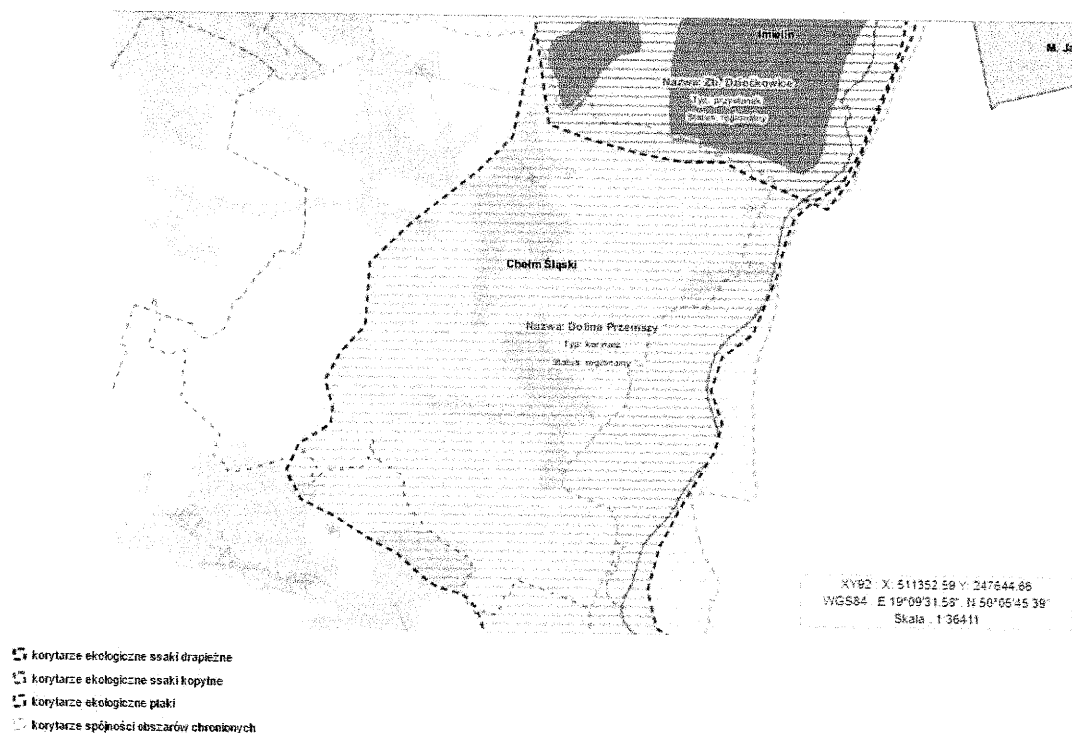 Imielin
M. Ja
Nazwa: Zb. Dziećkowice
Typ: przystanek
Status: regionalny
Chełm Śląski
Nazwa: Dolina Przemszy
Typ: korytarz
Status: regionalny
XY92 X: 511352.59 Y: 247644.66
WGS84 E 19°09'31.58" N 50°05'45.39"
Skala 1:36411
korytarze ekologiczne ssaki drapieżne
korytarze ekologiczne ssaki kopytne
korytarze ekologiczne ptaki
korytarze spójności obszarów chronionych